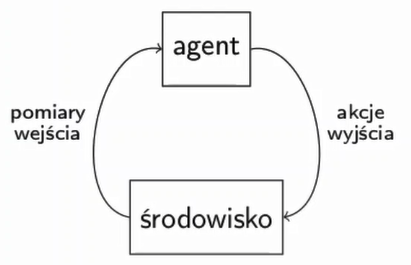 agent
pomiary
wejścia
akcje
wyjścia
środowisko